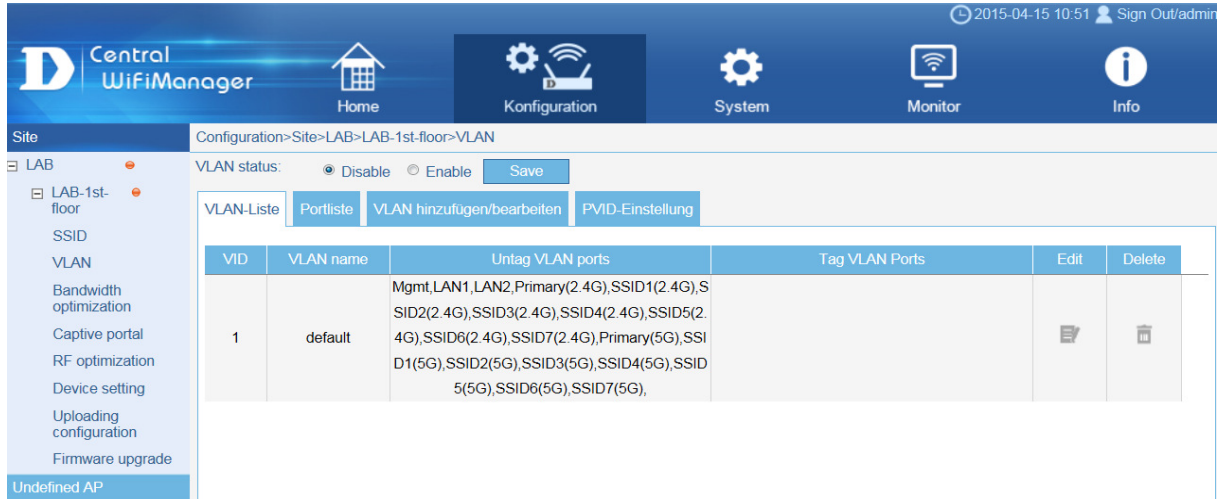 2015-04-15 10:51 Sign Out/admin
D Central
WiFiManager
Home
Konfiguration
System
Monitor
Info
Site
Configuration>Site>LAB>LAB-1st-floor>VLAN
LAB
LAB-1st-
floor
SSID
VLAN
Bandwidth
optimization
Captive portal
RF optimization
Device setting
Uploading
configuration
Firmware upgrade
Undefined AP
VLAN status: Disable Enable Save
VLAN-Liste Portliste VLAN hinzufügen/bearbeiten PVID-Einstellung
VID VLAN name Untag VLAN ports Tag VLAN Ports Edit Delete
1 default
Mgmt,LAN1,LAN2,Primary(2.4G),SSID1(2.4G),S
SID2(2.4G),SSID3(2.4G),SSID4(2.4G),SSID5(2.
4G),SSID6(2.4G),SSID7(2.4G),Primary(5G),SSI
D1(5G),SSID2(5G),SSID3(5G),SSID4(5G),SSID
5(5G),SSID6(5G),SSID7(5G),